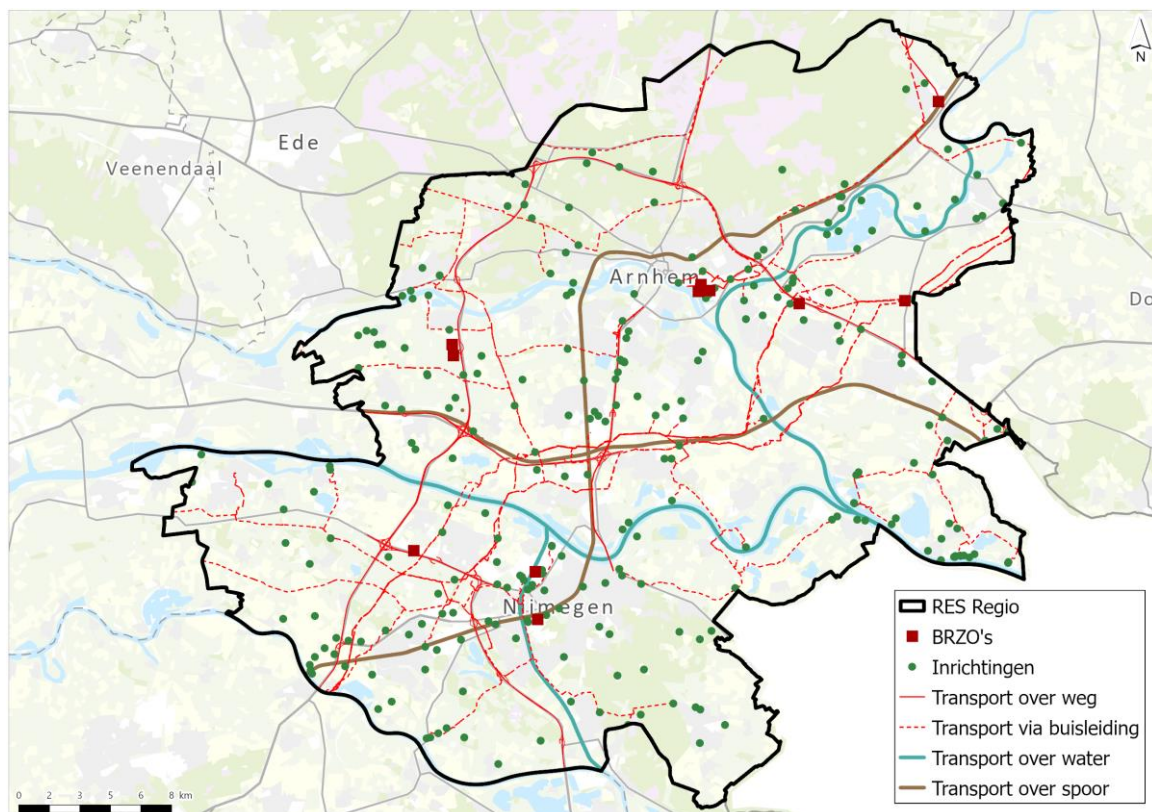 N
Ede
Veenendaal
Arnhem
Do
Nijmegen
RES Regio
BRZO's
Inrichtingen
Transport over weg
Transport via buisleiding
Transport over water
Transport over spoor
0 2 3 4 6 8 km